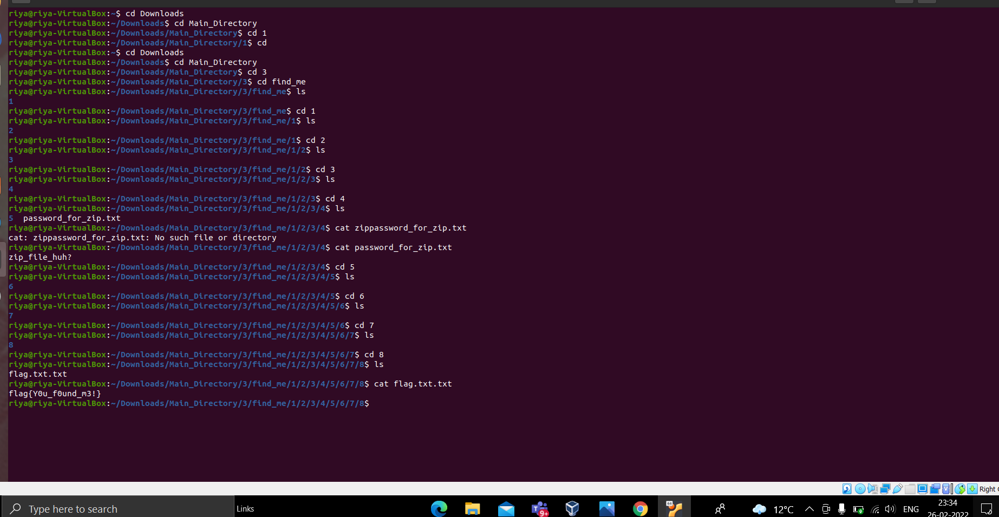 riya@riya-VirtualBox:~$ cd Downloads
riya@riya-VirtualBox:~/Downloads$ cd Main_Directory
riya@riya-VirtualBox:~/Downloads/Main_Directory$ cd 1
riya@riya-VirtualBox:~/Downloads/Main_Directory/1$ cd
riya@riya-VirtualBox:~$ cd Downloads
riya@riya-VirtualBox:~/Downloads$ cd Main_Directory
riya@riya-VirtualBox:~/Downloads/Main_Directory$ cd 3
riya@riya-VirtualBox:~/Downloads/Main_Directory/3$ cd find_me
riya@riya-VirtualBox:~/Downloads/Main_Directory/3/find_me$ ls
1
riya@riya-VirtualBox:~/Downloads/Main_Directory/3/find_me$ cd 1
riya@riya-VirtualBox:~/Downloads/Main_Directory/3/find_me/1$ ls
2
riya@riya-VirtualBox:~/Downloads/Main_Directory/3/find_me/1$ cd 2
riya@riya-VirtualBox:~/Downloads/Main_Directory/3/find_me/1/2$ ls
3
riya@riya-VirtualBox:~/Downloads/Main_Directory/3/find_me/1/2$ cd 3
riya@riya-VirtualBox:~/Downloads/Main_Directory/3/find_me/1/2/3$ ls
4
riya@riya-VirtualBox:~/Downloads/Main_Directory/3/find_me/1/2/3$ cd 4
riya@riya-VirtualBox:~/Downloads/Main_Directory/3/find_me/1/2/3/4$ ls
5  password_for_zip.txt
riya@riya-VirtualBox:~/Downloads/Main_Directory/3/find_me/1/2/3/4$ cat zippassword_for_zip.txt
cat: zippassword_for_zip.txt: No such file or directory
riya@riya-VirtualBox:~/Downloads/Main_Directory/3/find_me/1/2/3/4$ cat password_for_zip.txt
zip_file_huh?
riya@riya-VirtualBox:~/Downloads/Main_Directory/3/find_me/1/2/3/4$ cd 5
riya@riya-VirtualBox:~/Downloads/Main_Directory/3/find_me/1/2/3/4/5$ ls
6
riya@riya-VirtualBox:~/Downloads/Main_Directory/3/find_me/1/2/3/4/5$ cd 6
riya@riya-VirtualBox:~/Downloads/Main_Directory/3/find_me/1/2/3/4/5/6$ ls
7
riya@riya-VirtualBox:~/Downloads/Main_Directory/3/find_me/1/2/3/4/5/6$ cd 7
riya@riya-VirtualBox:~/Downloads/Main_Directory/3/find_me/1/2/3/4/5/6/7$ ls
8
riya@riya-VirtualBox:~/Downloads/Main_Directory/3/find_me/1/2/3/4/5/6/7$ cd 8
riya@riya-VirtualBox:~/Downloads/Main_Directory/3/find_me/1/2/3/4/5/6/7/8$ ls
flag.txt.txt
riya@riya-VirtualBox:~/Downloads/Main_Directory/3/find_me/1/2/3/4/5/6/7/8$ cat flag.txt.txt
flag{Y0u_f0und_m3!}
riya@riya-VirtualBox:~/Downloads/Main_Directory/3/find_me/1/2/3/4/5/6/7/8$
Right
Type here to search
Links
9+
64
12°C
ENG
23:34
26-02-2022